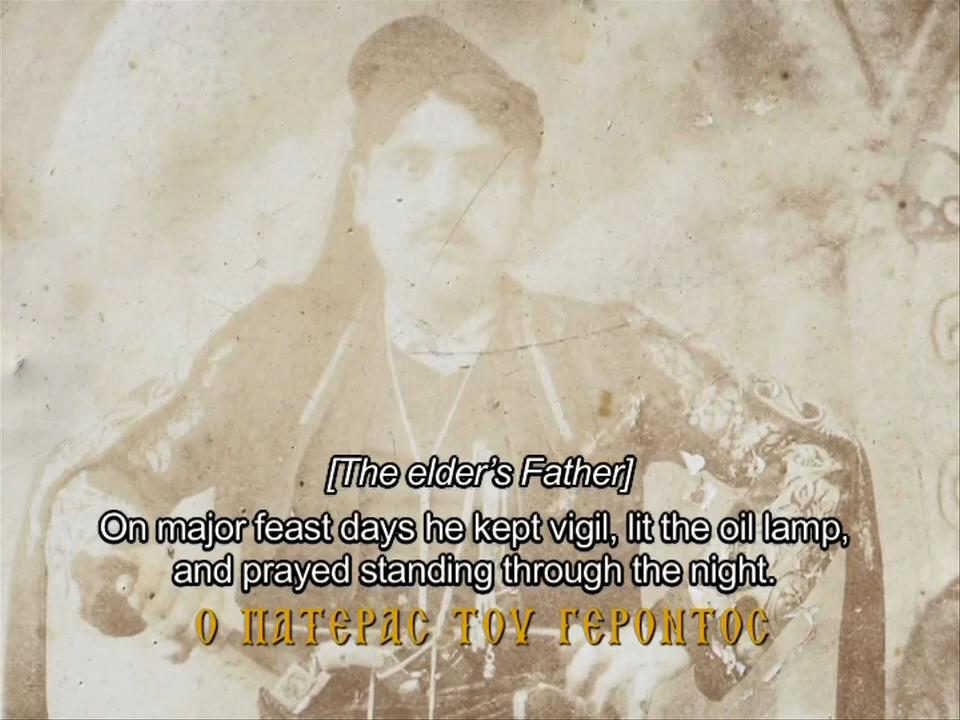 [The elder's Father]
On major feast days he kept vigil, lit the oil lamp,
and prayed standing through the night.
Ο ΠΑΤΕΡΑΣ ΤΟΥ ΓΕΡΟΝΤΟΣ